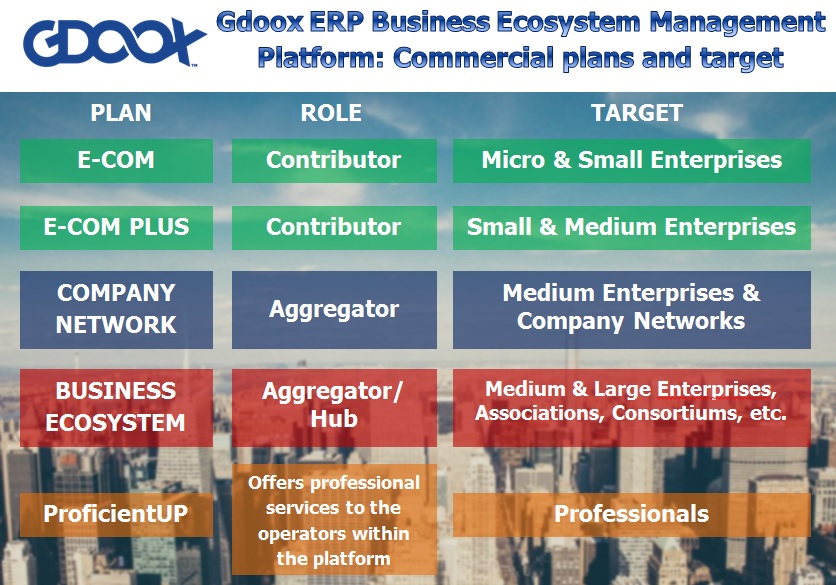 GDOOX™
Gdoox ERP Business Ecosystem Management
Platform: Commercial plans and target
PLAN ROLE TARGET
E-COM Contributor Micro & Small Enterprises
E-COM PLUS Contributor Small & Medium Enterprises
COMPANY
NETWORK
Aggregator
Medium Enterprises &
Company Networks
BUSINESS
ECOSYSTEM
Aggregator/
Hub
Medium & Large Enterprises,
Associations, Consortiums, etc.
ProficientUP
Offers professional
services to the
operators within
the platform
Professionals